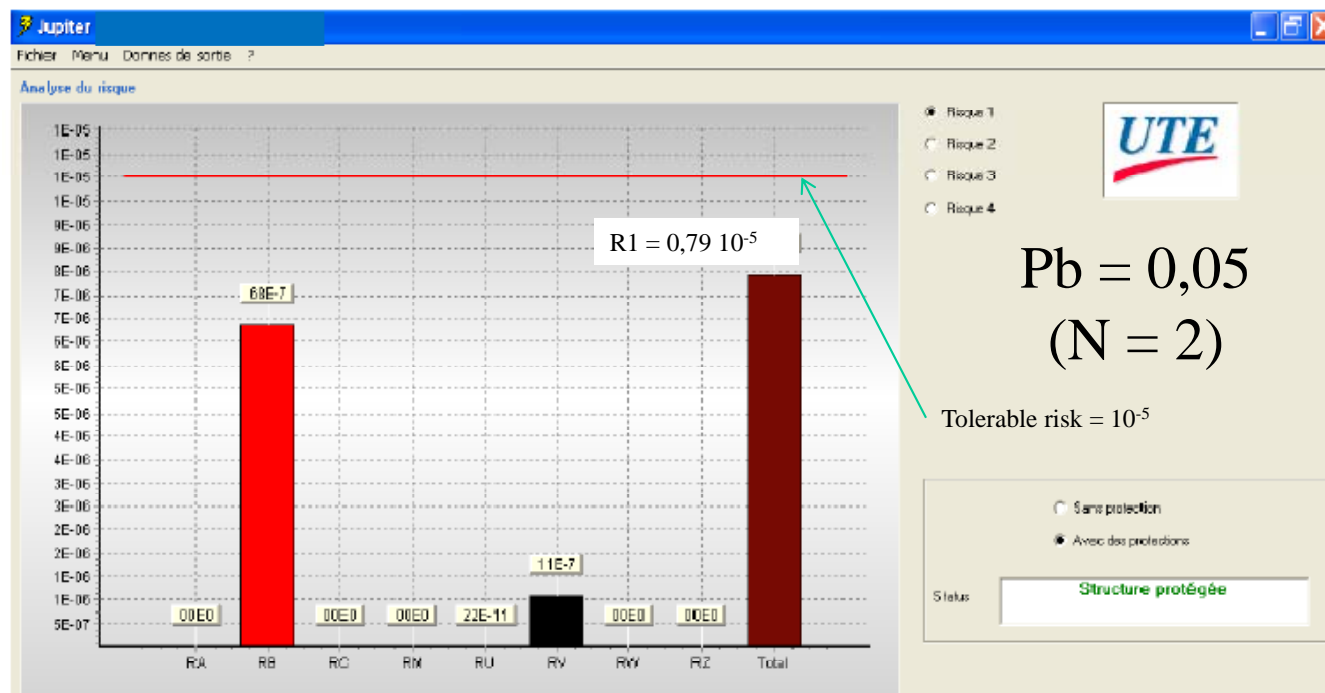 Jupiter
Fichier Menu Donnes de sortie ?
Analyse du risque
1E-05
1E-05
1E-05
1E-05
9E-06
9E-06
8E-06
7E-06
7E-06
6E-06
6E-06
5E-06
5E-06
4E-06
4E-06
3E-06
3E-06
2E-06
2E-06
1E-06
1E-06
5E-07
R1 = 0,79 10-5
68E-7
11E-7
00E0 00E0 00E0 22E-11 00E0 00E0
RA RB RC RM RU RV RW RZ Total
Risque 1
Risque 2
Risque 3
Risque 4
UTE
Pb = 0,05
(N = 2)
Tolerable risk = 10-5
Sans protection
Avec des protections
Status
Structure protégée